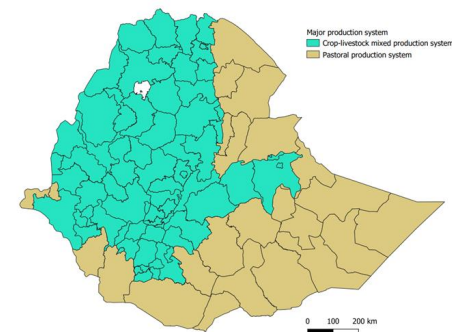 Major production system
Crop-livestock mixed production system
Pastoral production system
0 100 200 km